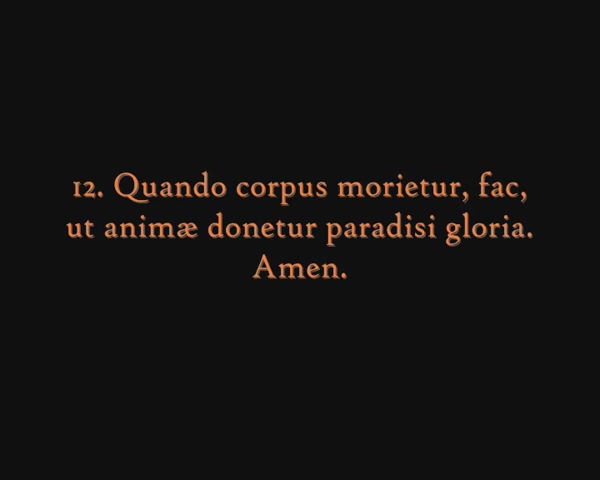 12. Quando corpus morietur, fac,
ut animæ donetur paradisi gloria.
Amen.